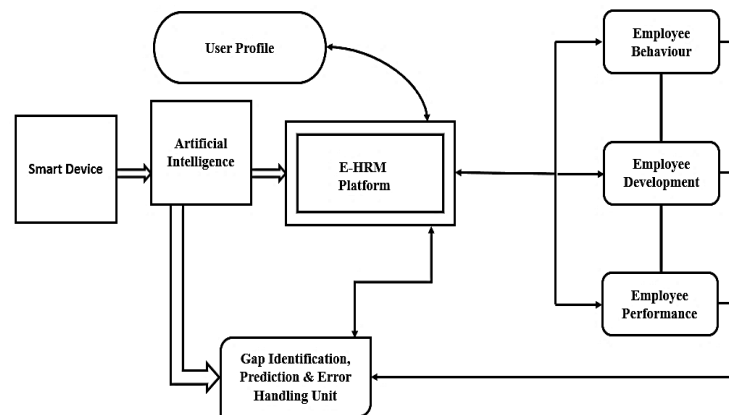 User Profile
Employee
Behaviour
Smart Device
Artificial
Intelligence
E-HRM
Platform
Employee
Development
Employee
Performance
Gap Identification,
Prediction & Error
Handling Unit